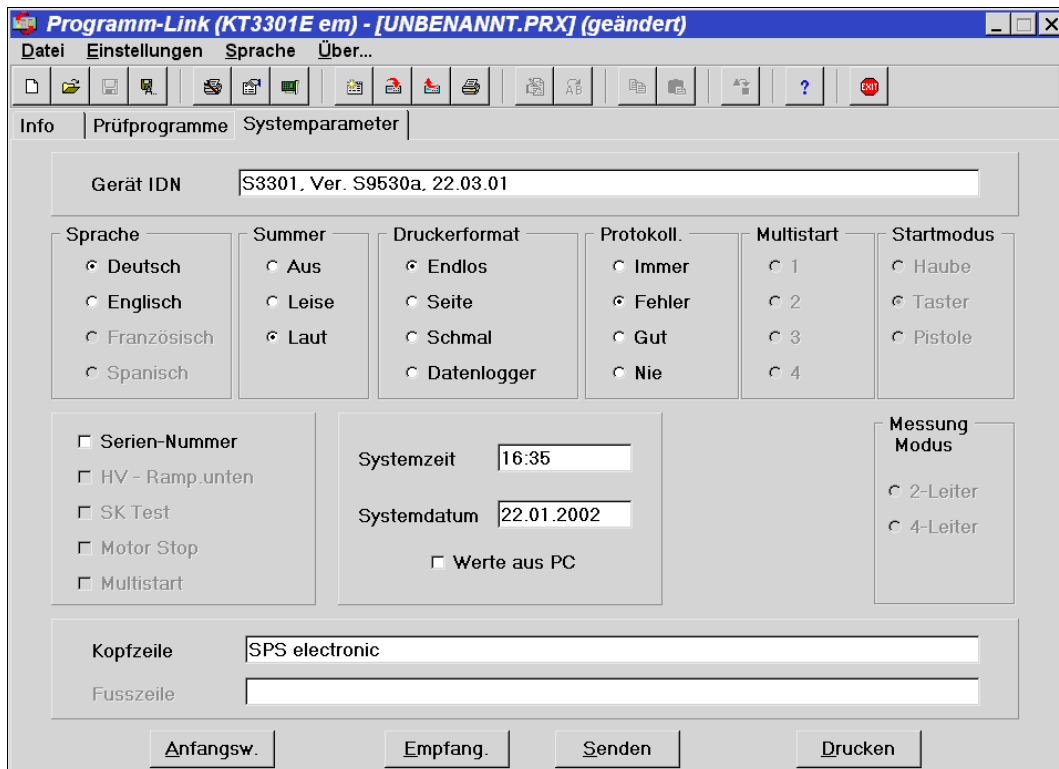 Programm-Link (KT3301E em) - [UNBENANNT.PRX] (geändert)
Datei Einstellungen Sprache Über...
AB ? EXIT
Info Prüfprogramme Systemparameter
Gerät IDN S3301, Ver. S9530a, 22.03.01
Sprache Summer Druckerformat Protokoll. Multistart Startmodus
Deutsch Aus Endlos Immer 1 Haube
Englisch Leise Seite Fehler 2 Taster
Französisch Laut Schmal Gut 3 Pistole
Spanisch Datenlogger Nie 4
Serien-Nummer
HV - Ramp.unten
SK Test
Motor Stop
Multistart
Systemzeit 16:35
Systemdatum 22.01.2002
Werte aus PC
Messung
Modus
2-Leiter
4-Leiter
Kopfzeile SPS electronic
Fusszeile
Anfangsw. Empfang. Senden Drucken